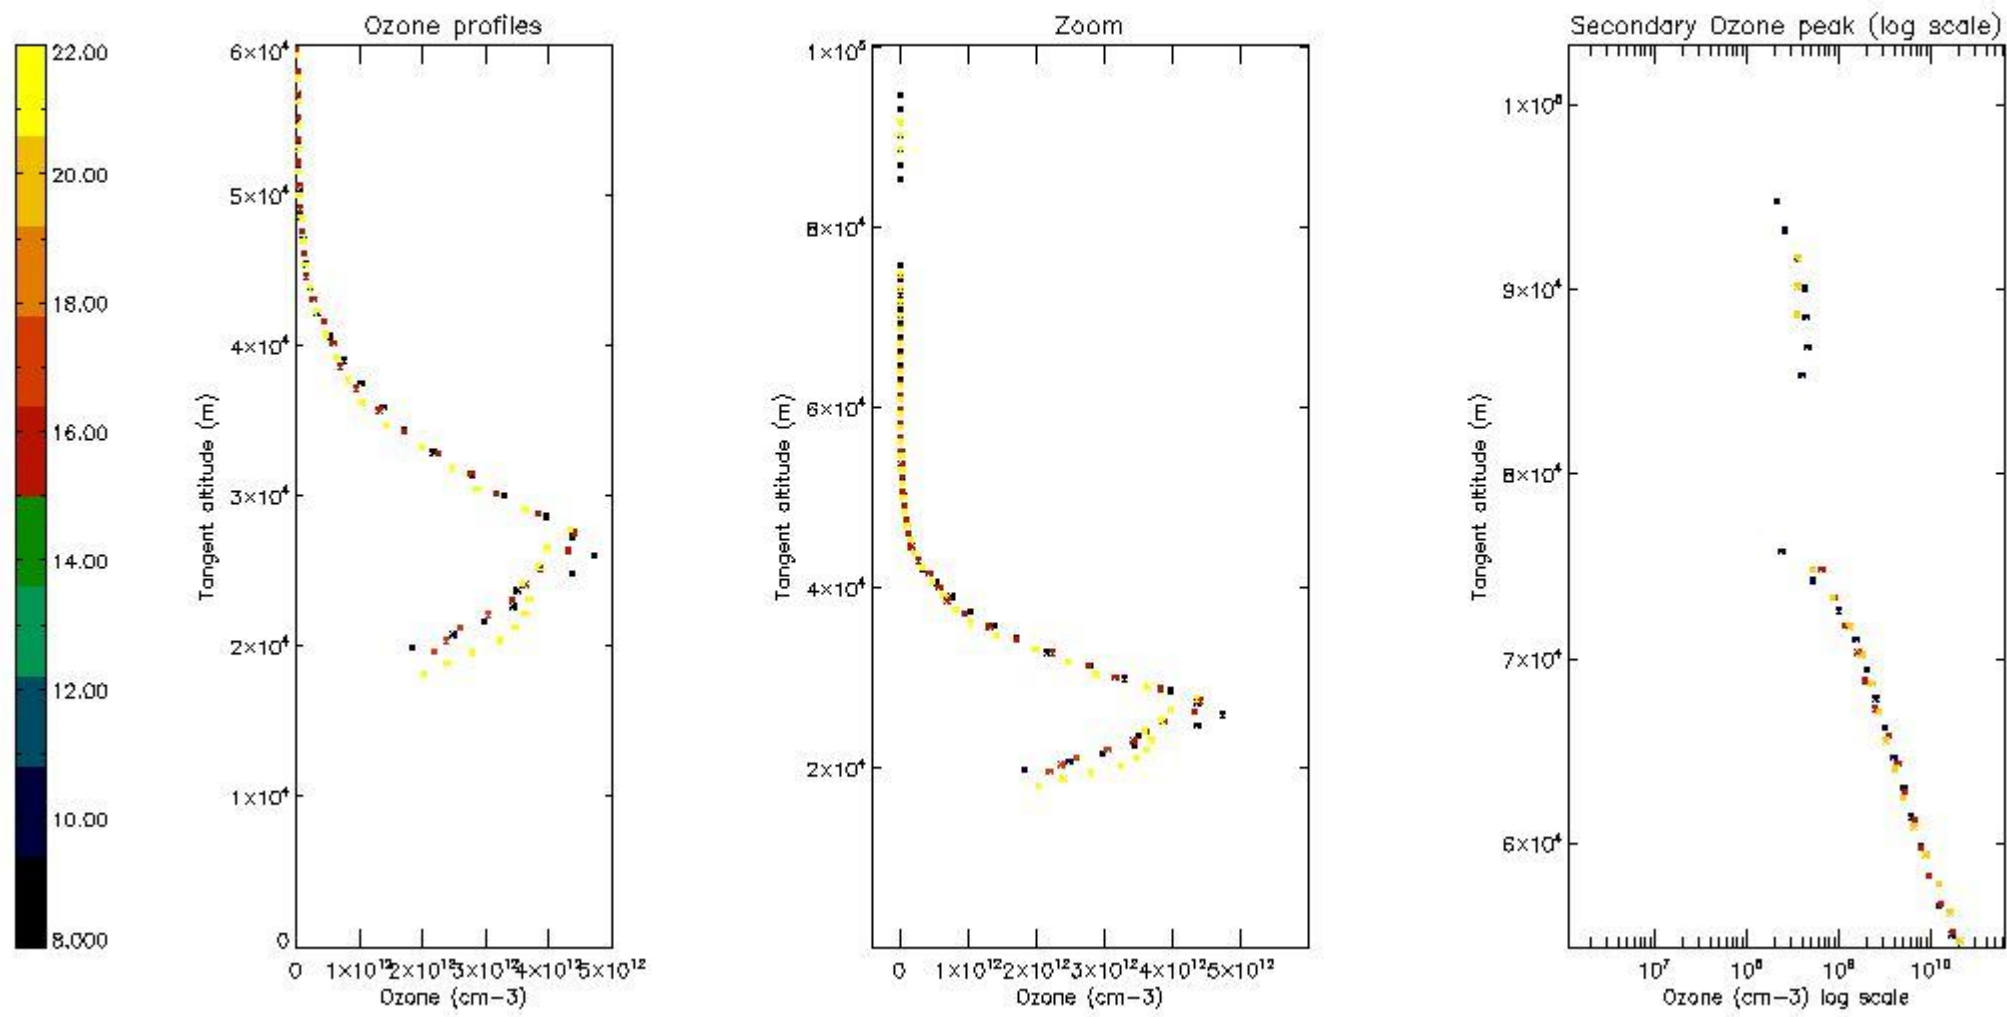 Ozone profiles
Zoom
Secondary Ozone peak (log scale)
22.00
20.00
18.00
16.00
14.00
12.00
10.00
8.000
6×10⁴
5×10⁴
4×10⁴
3×10⁴
2×10⁴
1×10⁴
0
Tangent altitude (m)
0 1×10¹² 2×10¹² 3×10¹² 4×10¹² 5×10¹²
Ozone (cm-3)
1×10⁵
8×10⁴
6×10⁴
4×10⁴
2×10⁴
Tangent altitude (m)
0 1×10¹² 2×10¹² 3×10¹² 4×10¹² 5×10¹²
Ozone (cm-3)
9×10⁴
8×10⁴
7×10⁴
6×10⁴
Tangent altitude (m)
10⁷ 10¹⁰
Ozone (cm-3) log scale